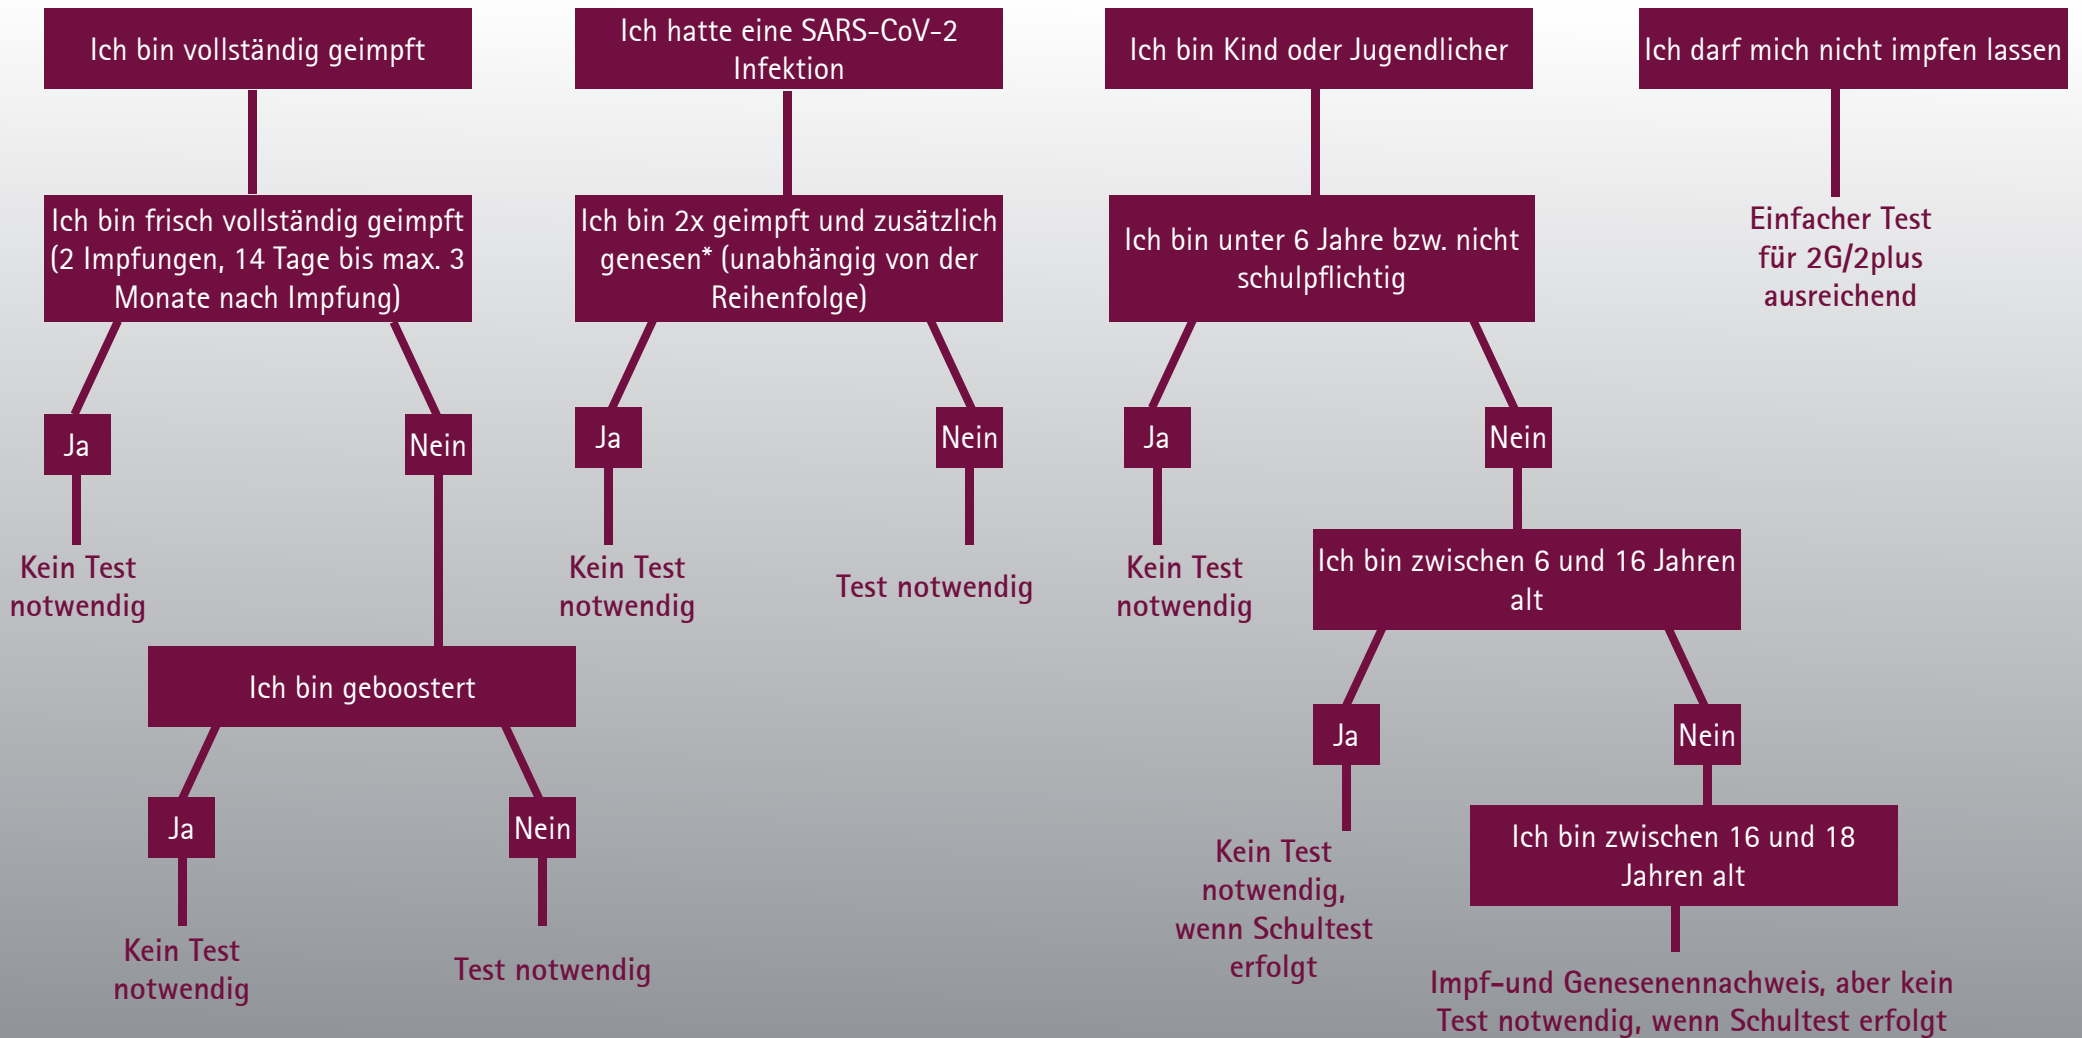 Ich bin vollständig geimpft
Ich bin frisch vollständig geimpft
(2 Impfungen, 14 Tage bis max. 3
Monate nach Impfung)
Ja
Nein
Kein Test
notwendig
Ich bin geboostert
Ja
Nein
Kein Test
notwendig
Test notwendig
Ich hatte eine SARS-CoV-2
Infektion
Ich bin 2x geimpft und zusätzlich
genesen* (unabhängig von der
Reihenfolge)
Ja
Nein
Kein Test
notwendig
Test notwendig
Ich bin Kind oder Jugendlicher
Ich bin unter 6 Jahre bzw. nicht
schulpflichtig
Ja
Nein
Kein Test
notwendig
Ich bin zwischen 6 und 16 Jahren
alt
Ja
Nein
Kein Test
notwendig,
wenn Schultest
erfolgt
Ich bin zwischen 16 und 18
Jahren alt
Impf-und Genesenennachweis, aber kein
Test notwendig, wenn Schultest erfolgt
Ich darf mich nicht impfen lassen
Einfacher Test
für 2G/2plus
ausreichend